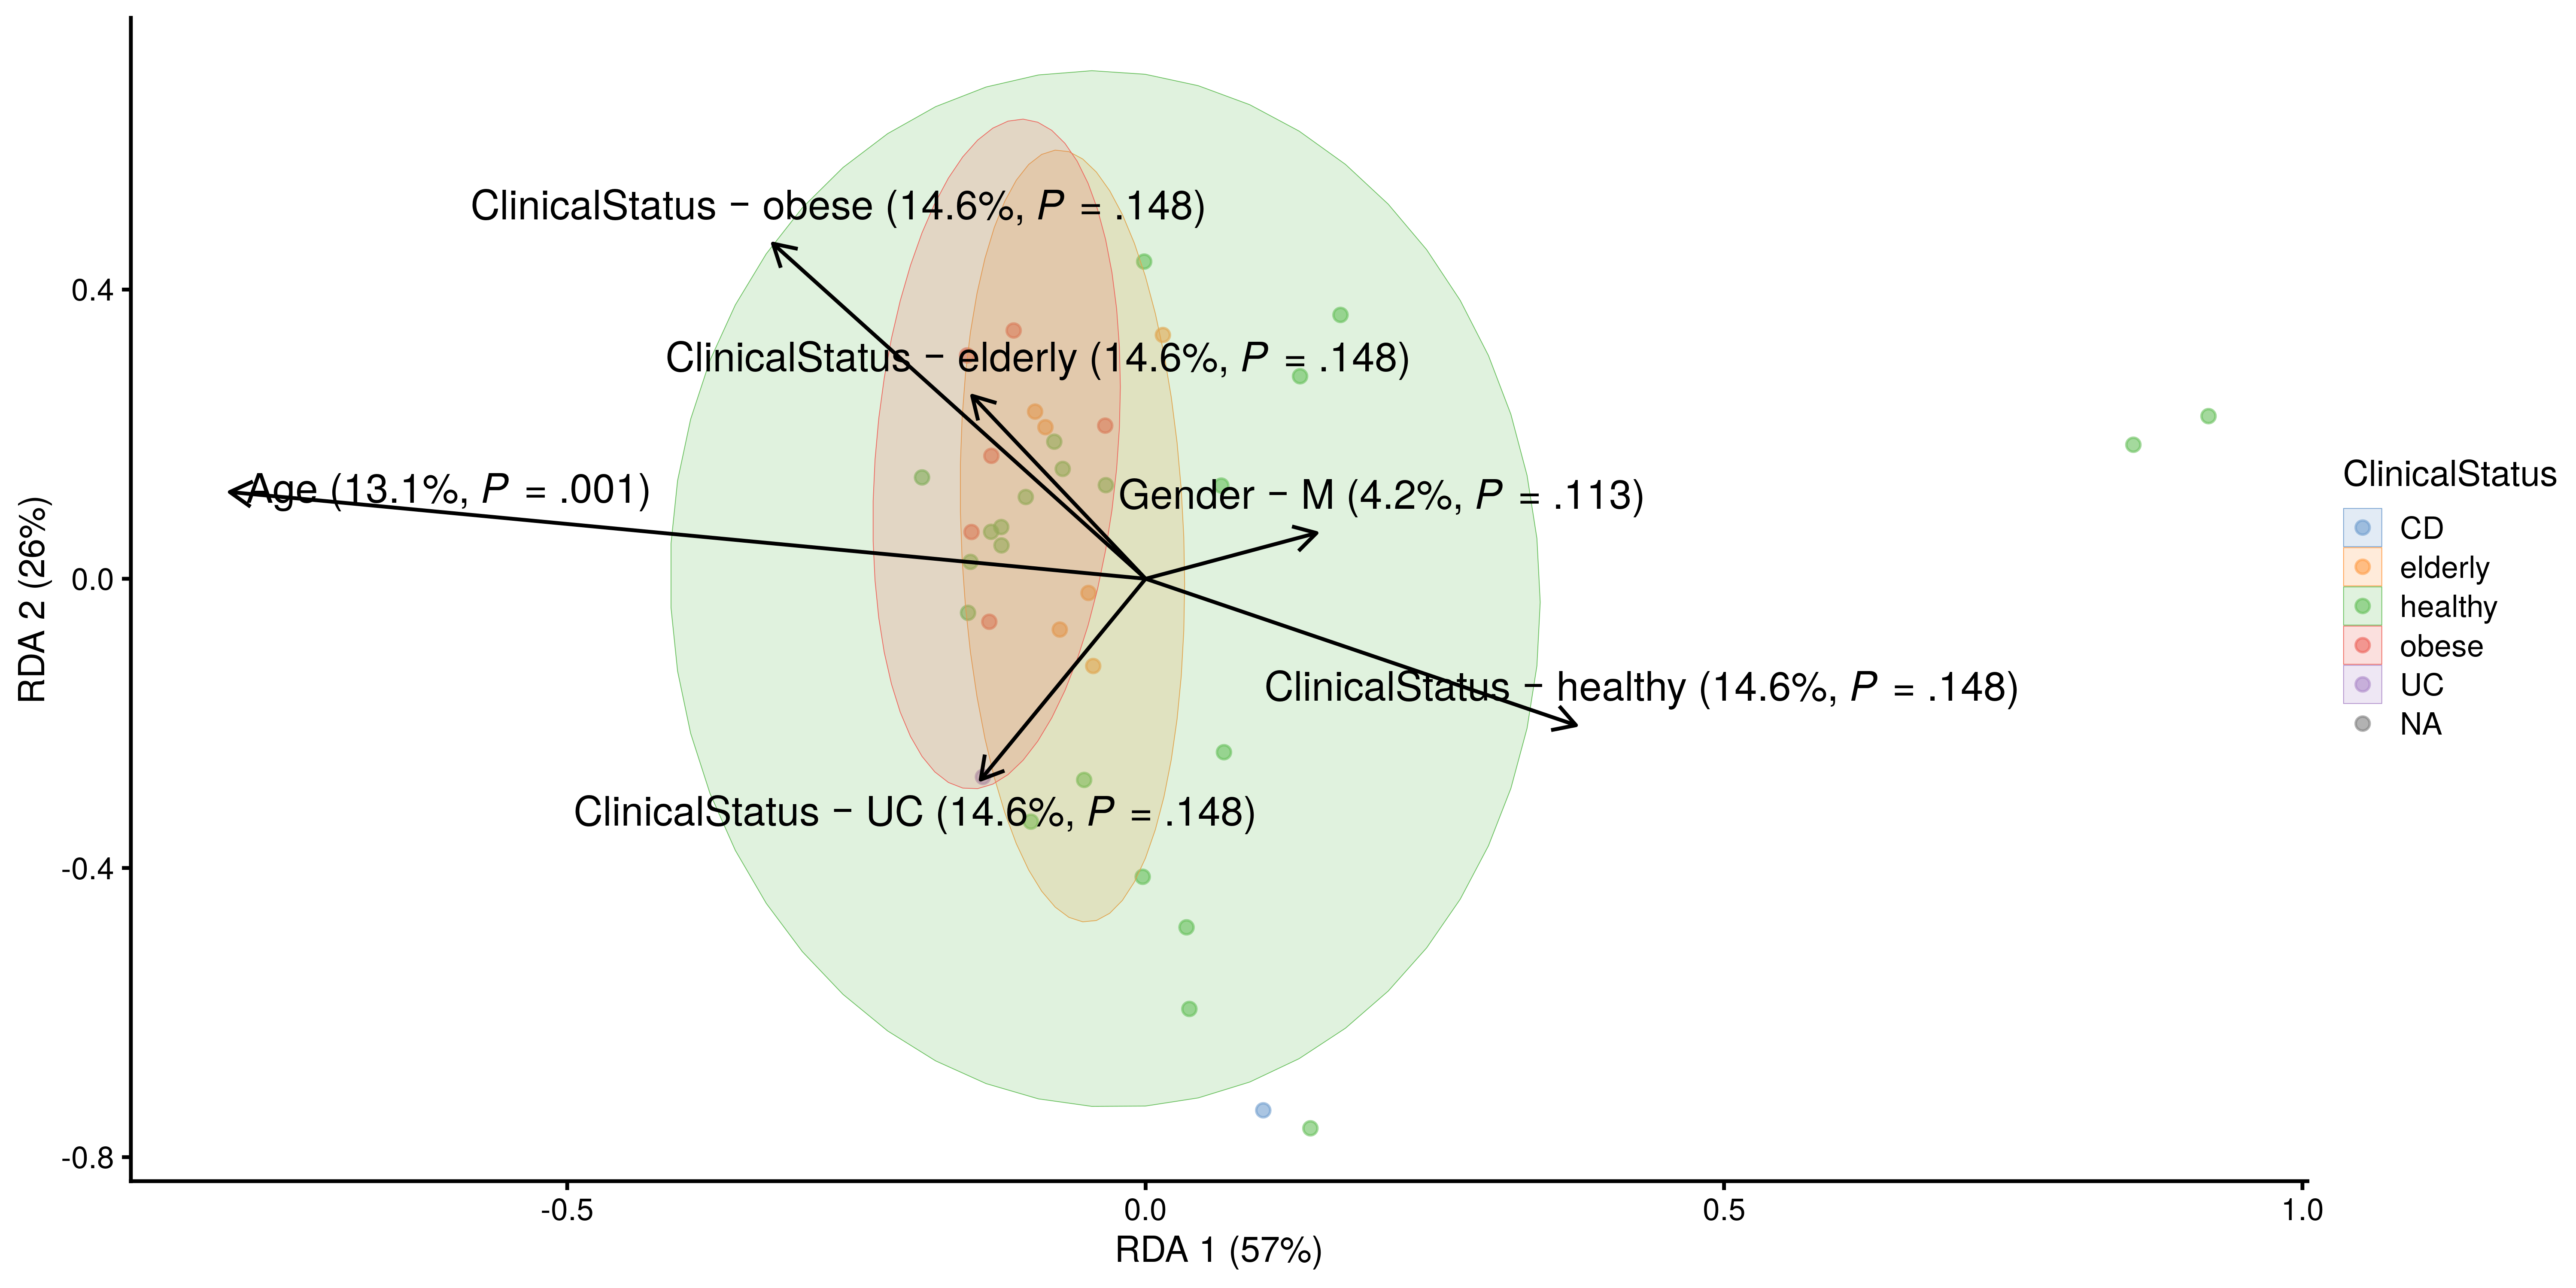 ClinicalStatus − obese (14.6%, P = .148)
ClinicalStatus − elderly (14.6%, P = .148)
Age (13.1%, P = .001)
Gender − M (4.2%, P = .113)
ClinicalStatus − healthy (14.6%, P = .148)
ClinicalStatus − UC (14.6%, P = .148)
0.4
0.0
-0.4
-0.8
RDA 2 (26%)
-0.5
0.0
0.5
1.0
RDA 1 (57%)
ClinicalStatus
CD
elderly
healthy
obese
UC
NA